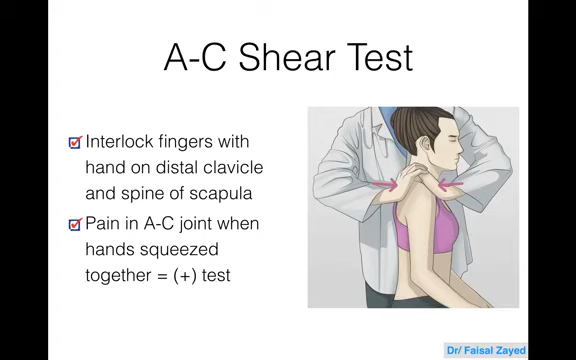 A-C Shear Test
Interlock fingers with
hand on distal clavicle
and spine of scapula
Pain in A-C joint when
hands squeezed
together = (+) test
Dr/ Faisal Zayed